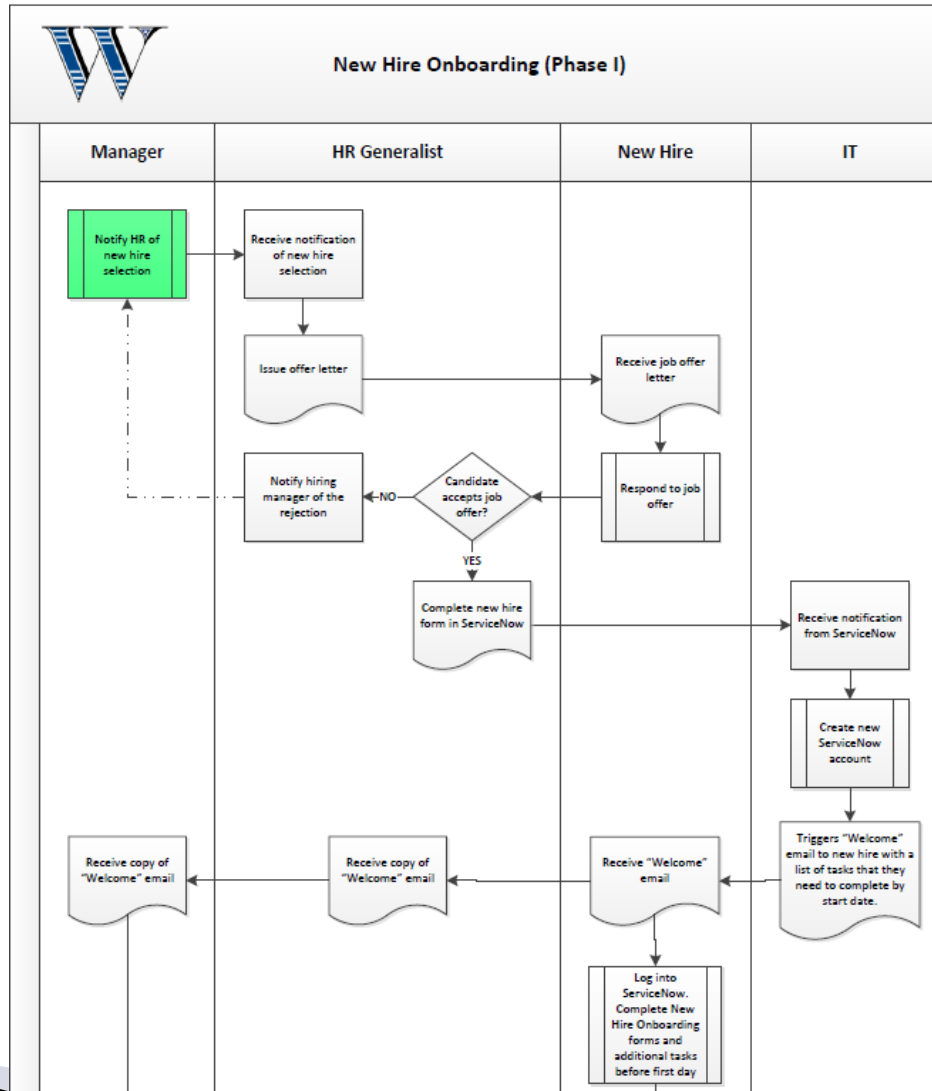 W
New Hire Onboarding (Phase I)
Manager
HR Generalist
New Hire
IT
Notify HR of
new hire
selection
Receive notification
of new hire
selection
Issue offer letter
Receive job offer
letter
Notify hiring
manager of the
rejection
NO
Candidate
accepts job
offer?
Respond to job
offer
YES
Complete new hire
form in ServiceNow
Receive notification
from ServiceNow
Create new
ServiceNow
account
Receive copy of
"Welcome" email
Receive copy of
"Welcome" email
Receive "Welcome"
email
Triggers "Welcome"
email to new hire with a
list of tasks that they
need to complete by
start date.
Log into
ServiceNow.
Complete New
Hire Onboarding
forms and
additional tasks
before first day